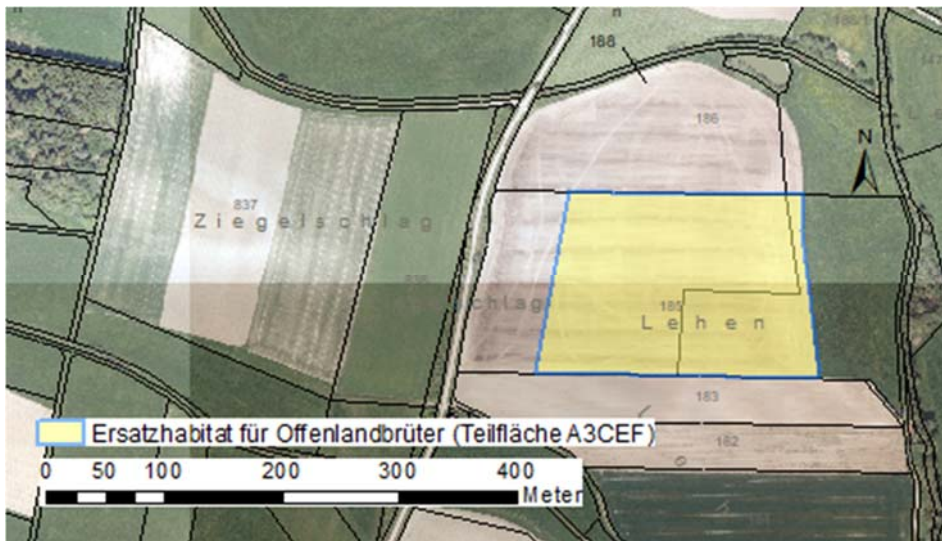 188
186
N
837
Ziegelschlag
chlag
185
Lehen
183
182
Ersatzhabitat für Offenlandbrüter (Teilfläche A3CEF)
0 50 100 200 300 400
Meter